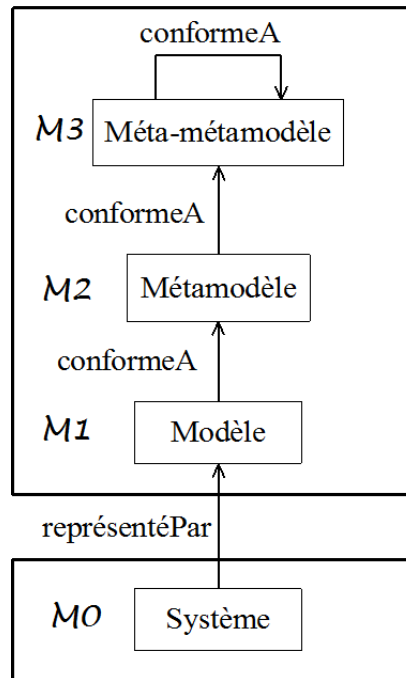 conformeA
M3 Méta-métamodèle
conformeA
M2 Métamodèle
conformeA
M1 Modèle
représentéPar
M0 Système